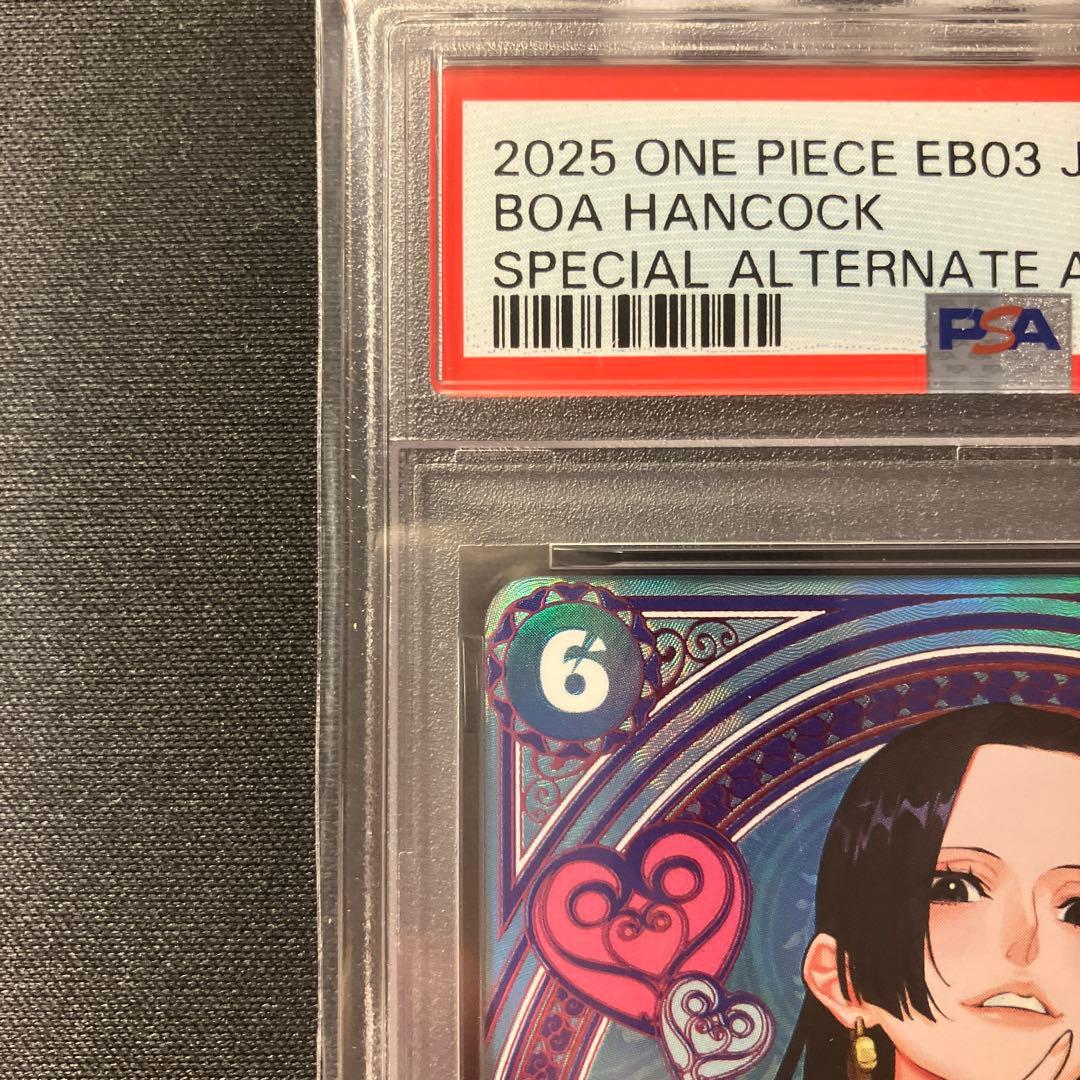 2025 ONE PIECE EB03 J
BOA HANCOCK
SPECIAL ALTERNATE A
PSA
6